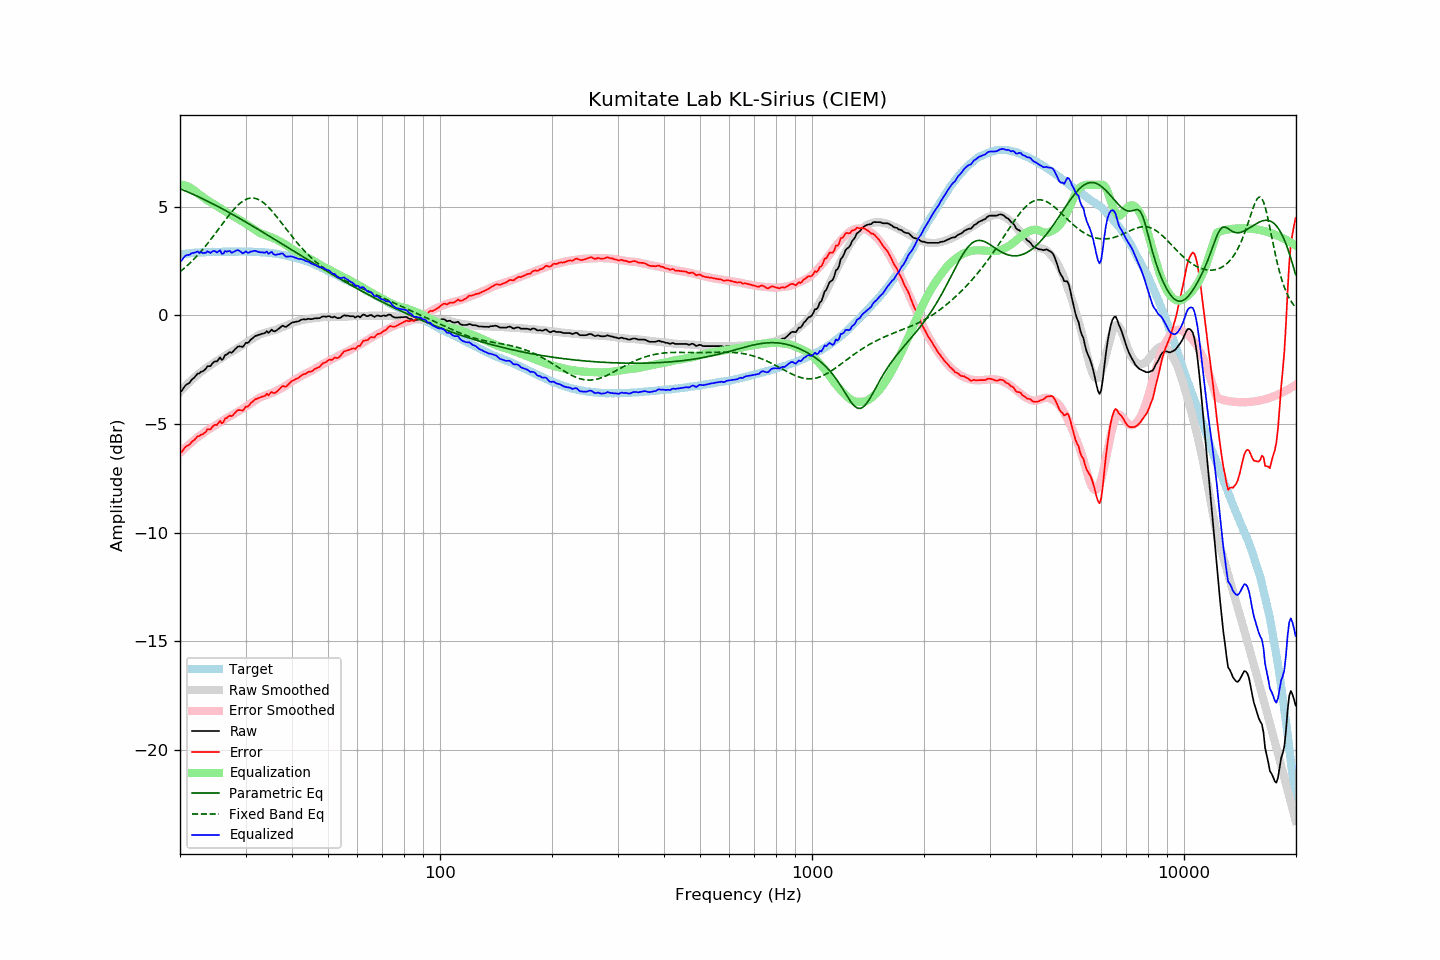 Kumitate Lab KL-Sirius (CIEM)
Amplitude (dBr)
5
0
−5
−10
−15
−20
Target
Raw Smoothed
Error Smoothed
Raw
Error
Equalization
Parametric Eq
Fixed Band Eq
Equalized
100
1000
10000
Frequency (Hz)